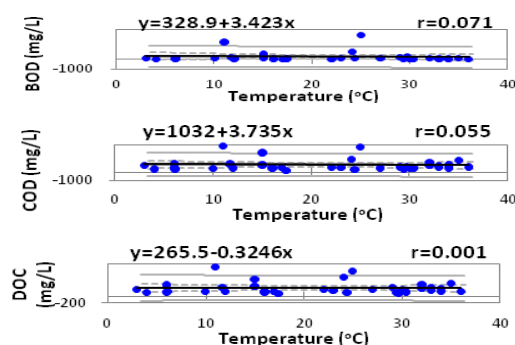 y=328.9+3.423x r=0.071
BOD (mg/L)
-1000
0 10 20 30 40
Temperature (°C)
y=1032+3.735x r=0.055
COD (mg/L)
-1000
0 10 20 30 40
Temperature (°C)
y=265.5-0.3246x r=0.001
DOC (mg/L)
-200
0 10 20 30 40
Temperature (°C)